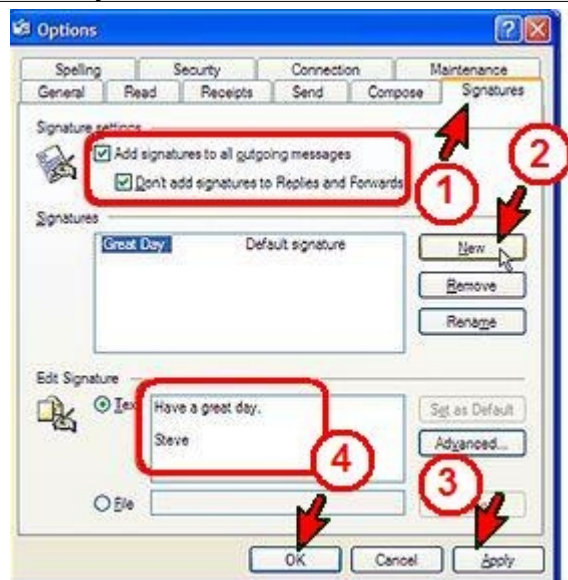 Options
Spelling Security Connection Maintenance
General Read Receipts Send Compose Signatures
Signature settings
Add signatures to all outgoing messages
Don't add signatures to Replies and Forwards
1
2
Signatures
Great Day Default signature
New
Remove
Rename
Edit Signature
Text
Have a great day.
Steve
Set as Default
Advanced...
4
3
File
OK Cancel Apply